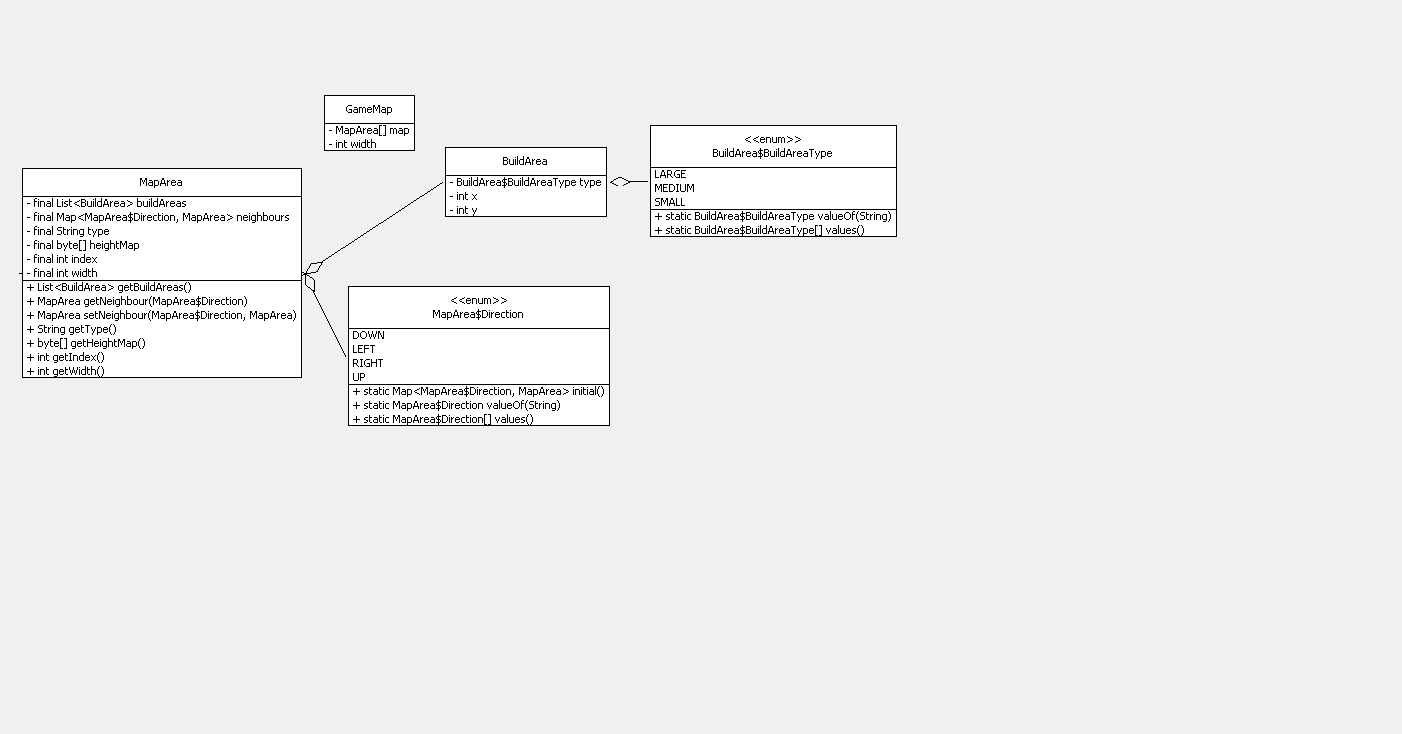 GameMap
- MapArea[] map
- int width
MapArea
- final List<BuildArea> buildAreas
- final Map<MapArea$Direction, MapArea> neighbours
- final String type
- final byte[] heightMap
- final int index
- final int width
+ List<BuildArea> getBuildAreas()
+ MapArea getNeighbour(MapArea$Direction)
+ MapArea setNeighbour(MapArea$Direction, MapArea)
+ String getType()
+ byte[] getHeightMap()
+ int getIndex()
+ int getWidth()
BuildArea
- BuildArea$BuildAreaType type
- int x
- int y
<<enum>>
BuildArea$BuildAreaType
LARGE
MEDIUM
SMALL
+ static BuildArea$BuildAreaType valueOf(String)
+ static BuildArea$BuildAreaType[] values()
<<enum>>
MapArea$Direction
DOWN
LEFT
RIGHT
UP
+ static Map<MapArea$Direction, MapArea> initial()
+ static MapArea$Direction valueOf(String)
+ static MapArea$Direction[] values()